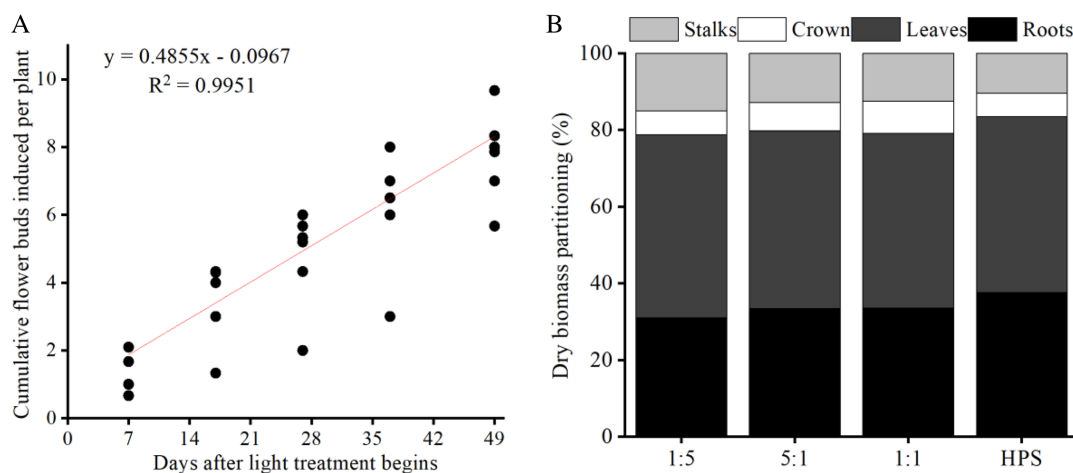 A
y = 0.4855x - 0.0967
R² = 0.9951
Cumulative flower buds induced per plant
10
8
6
4
2
0
0 7 14 21 28 35 42 49
Days after light treatment begins
B
Stalks Crown Leaves Roots
Dry biomass partitioning (%)
100
80
60
40
20
0
1:5 5:1 1:1 HPS